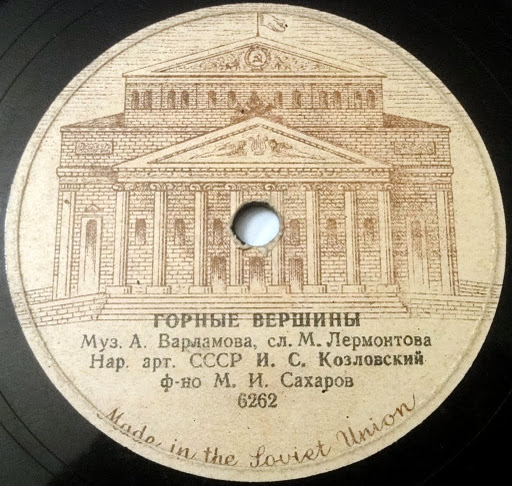 ГОРНЫЕ ВЕРШИНЫ
Муз. А. Варламова, сл. М. Лермонтова
Нар. арт. СССР И. С. Козловский
ф-но М. И. Сахаров
6262
Made in the Soviet Union